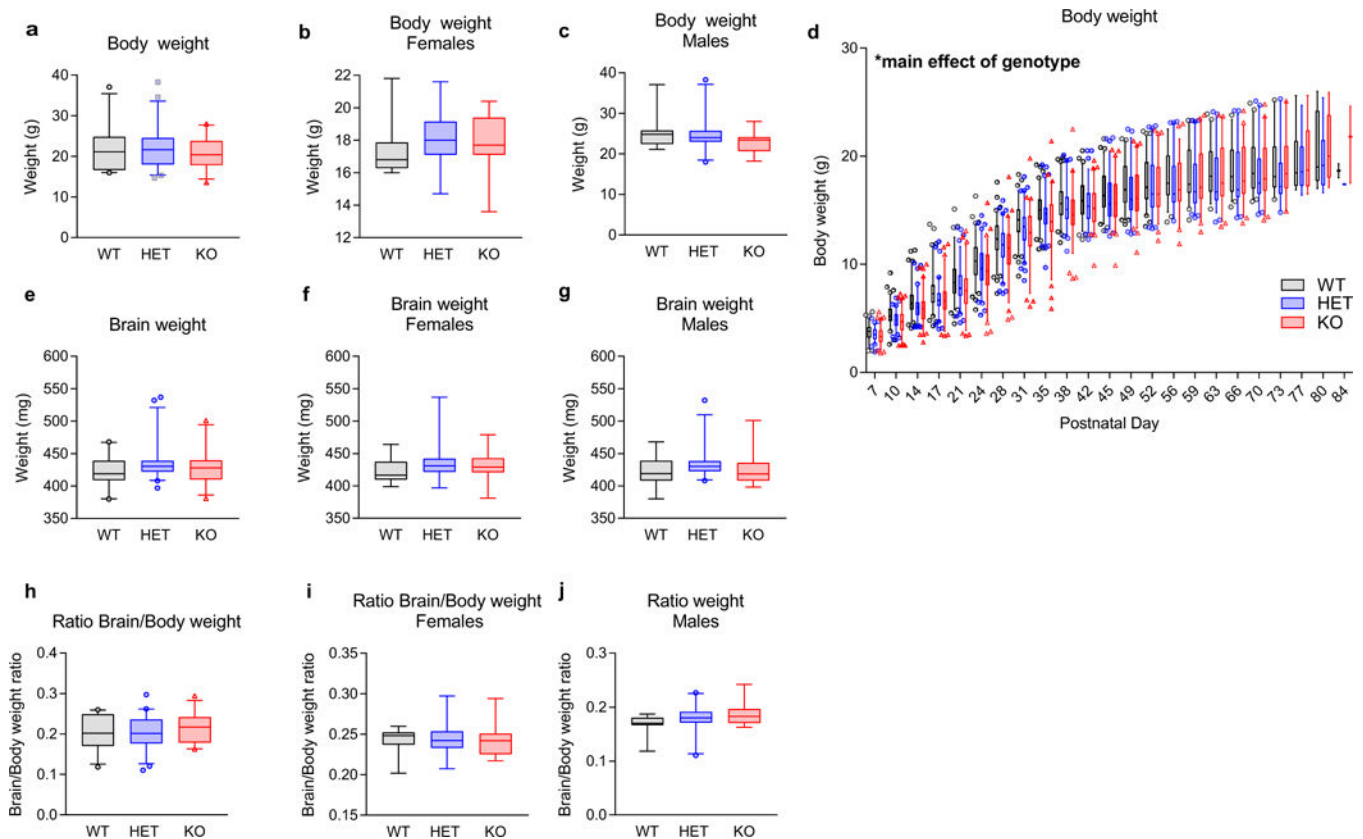 a
Body weight
Weight (g)
40
30
20
10
0
WT HET KO
b
Body weight
Females
Weight (g)
22
20
18
16
14
12
WT HET KO
c
Body weight
Males
Weight (g)
40
30
20
10
0
WT HET KO
d
Body weight
*main effect of genotype
Body weight (g)
30
20
10
0
WT
HET
KO
7 10 14 17 21 24 28 31 35 38 42 45 49 52 56 59 63 66 70 73 77 80 84
Postnatal Day
e
Brain weight
Weight (mg)
600
550
500
450
400
350
WT HET KO
f
Brain weight
Females
Weight (mg)
600
550
500
450
400
350
WT HET KO
g
Brain weight
Males
Weight (mg)
600
550
500
450
400
350
WT HET KO
h
Ratio Brain/Body weight
Brain/Body weight ratio
0.4
0.3
0.2
0.1
0.0
WT HET KO
i
Ratio Brain/Body weight
Females
Brain/Body weight ratio
0.35
0.30
0.25
0.20
0.15
WT HET KO
j
Ratio weight
Males
Brain/Body weight ratio
0.3
0.2
0.1
0.0
WT HET KO